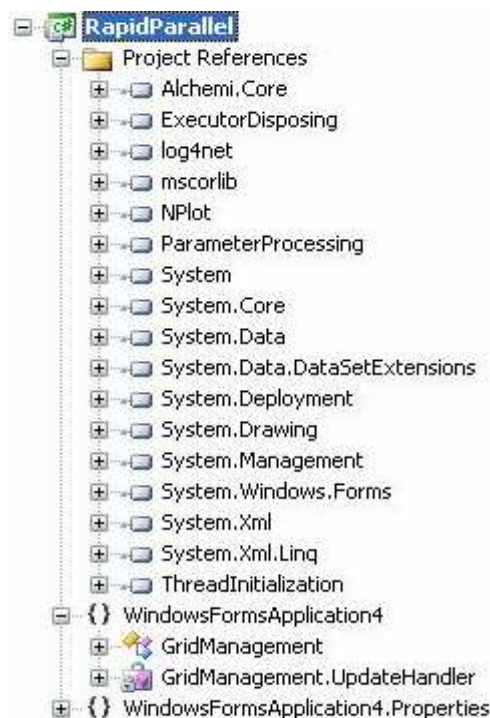 RapidParallel
Project References
Alchemi.Core
ExecutorDisposing
log4net
mscorlib
NPlot
ParameterProcessing
System
System.Core
System.Data
System.Data.DataSetExtensions
System.Deployment
System.Drawing
System.Management
System.Windows.Forms
System.Xml
System.Xml.Linq
ThreadInitialization
{} WindowsFormsApplication4
GridManagement
GridManagement.UpdateHandler
{} WindowsFormsApplication4.Properties